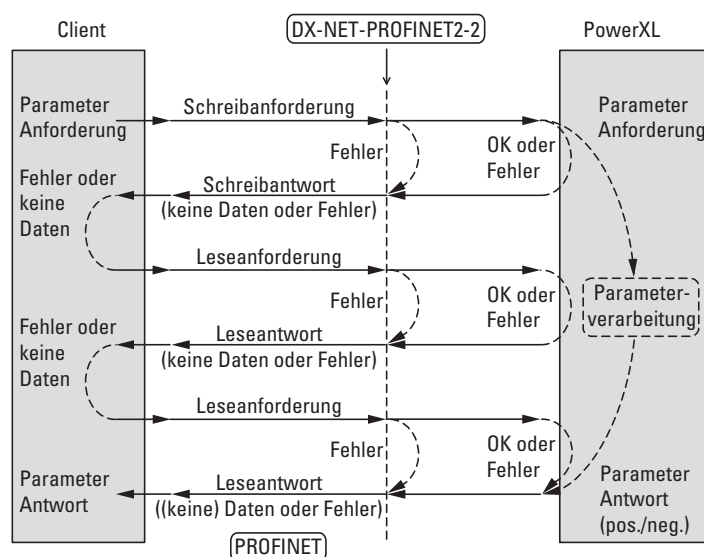 Client
DX-NET-PROFINET2-2
PowerXL
Parameter
Anforderung
Schreibanforderung
Parameter
Anforderung
Fehler
OK oder
Fehler
Fehler oder
keine
Daten
Schreibantwort
(keine Daten oder Fehler)
Leseanforderung
Fehler
OK oder
Fehler
Parameter-
verarbeitung
Fehler oder
keine
Daten
Leseantwort
(keine Daten oder Fehler)
Leseanforderung
Fehler
OK oder
Fehler
Parameter
Antwort
Leseantwort
((keine) Daten oder Fehler)
Parameter
Antwort
(pos./neg.)
PROFINET